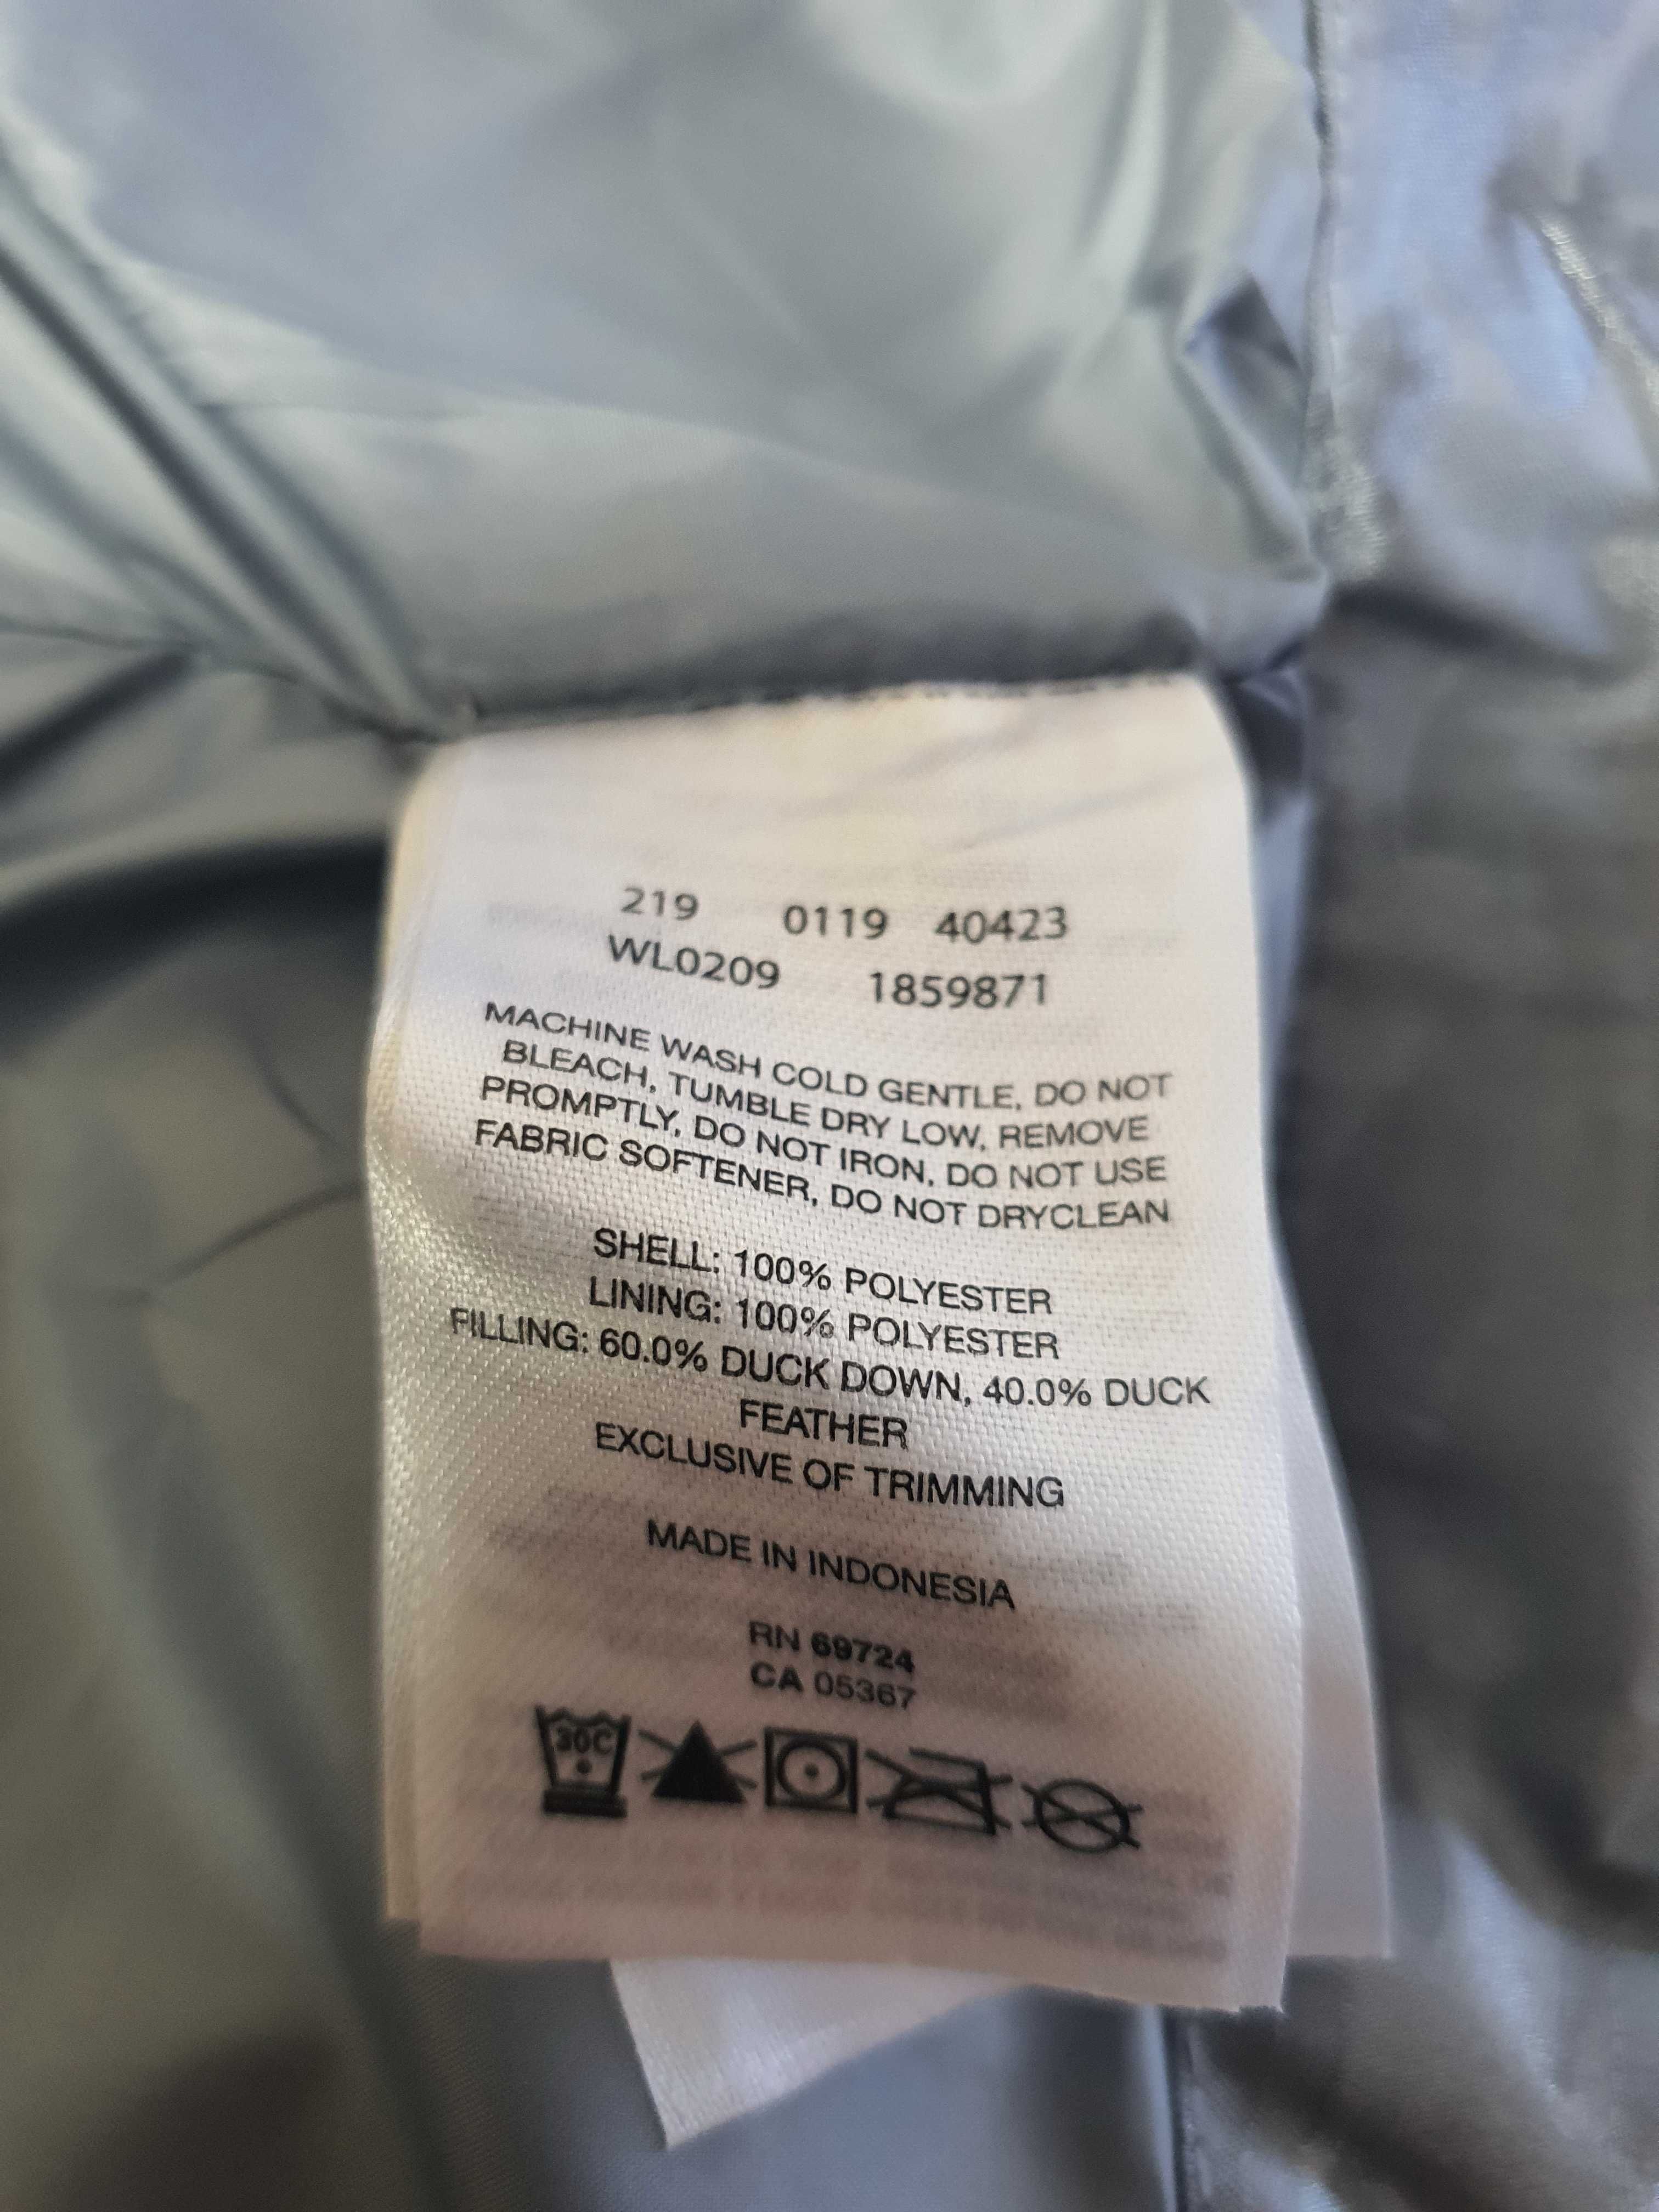 219 0119 40423
WL0209 1859871
MACHINE WASH COLD GENTLE, DO NOT
BLEACH, TUMBLE DRY LOW, REMOVE
PROMPTLY, DO NOT IRON, DO NOT USE
FABRIC SOFTENER, DO NOT DRYCLEAN
SHELL: 100% POLYESTER
LINING: 100% POLYESTER
FILLING: 60.0% DUCK DOWN, 40.0% DUCK
FEATHER
EXCLUSIVE OF TRIMMING
MADE IN INDONESIA
RN 69724
CA 05367
30C